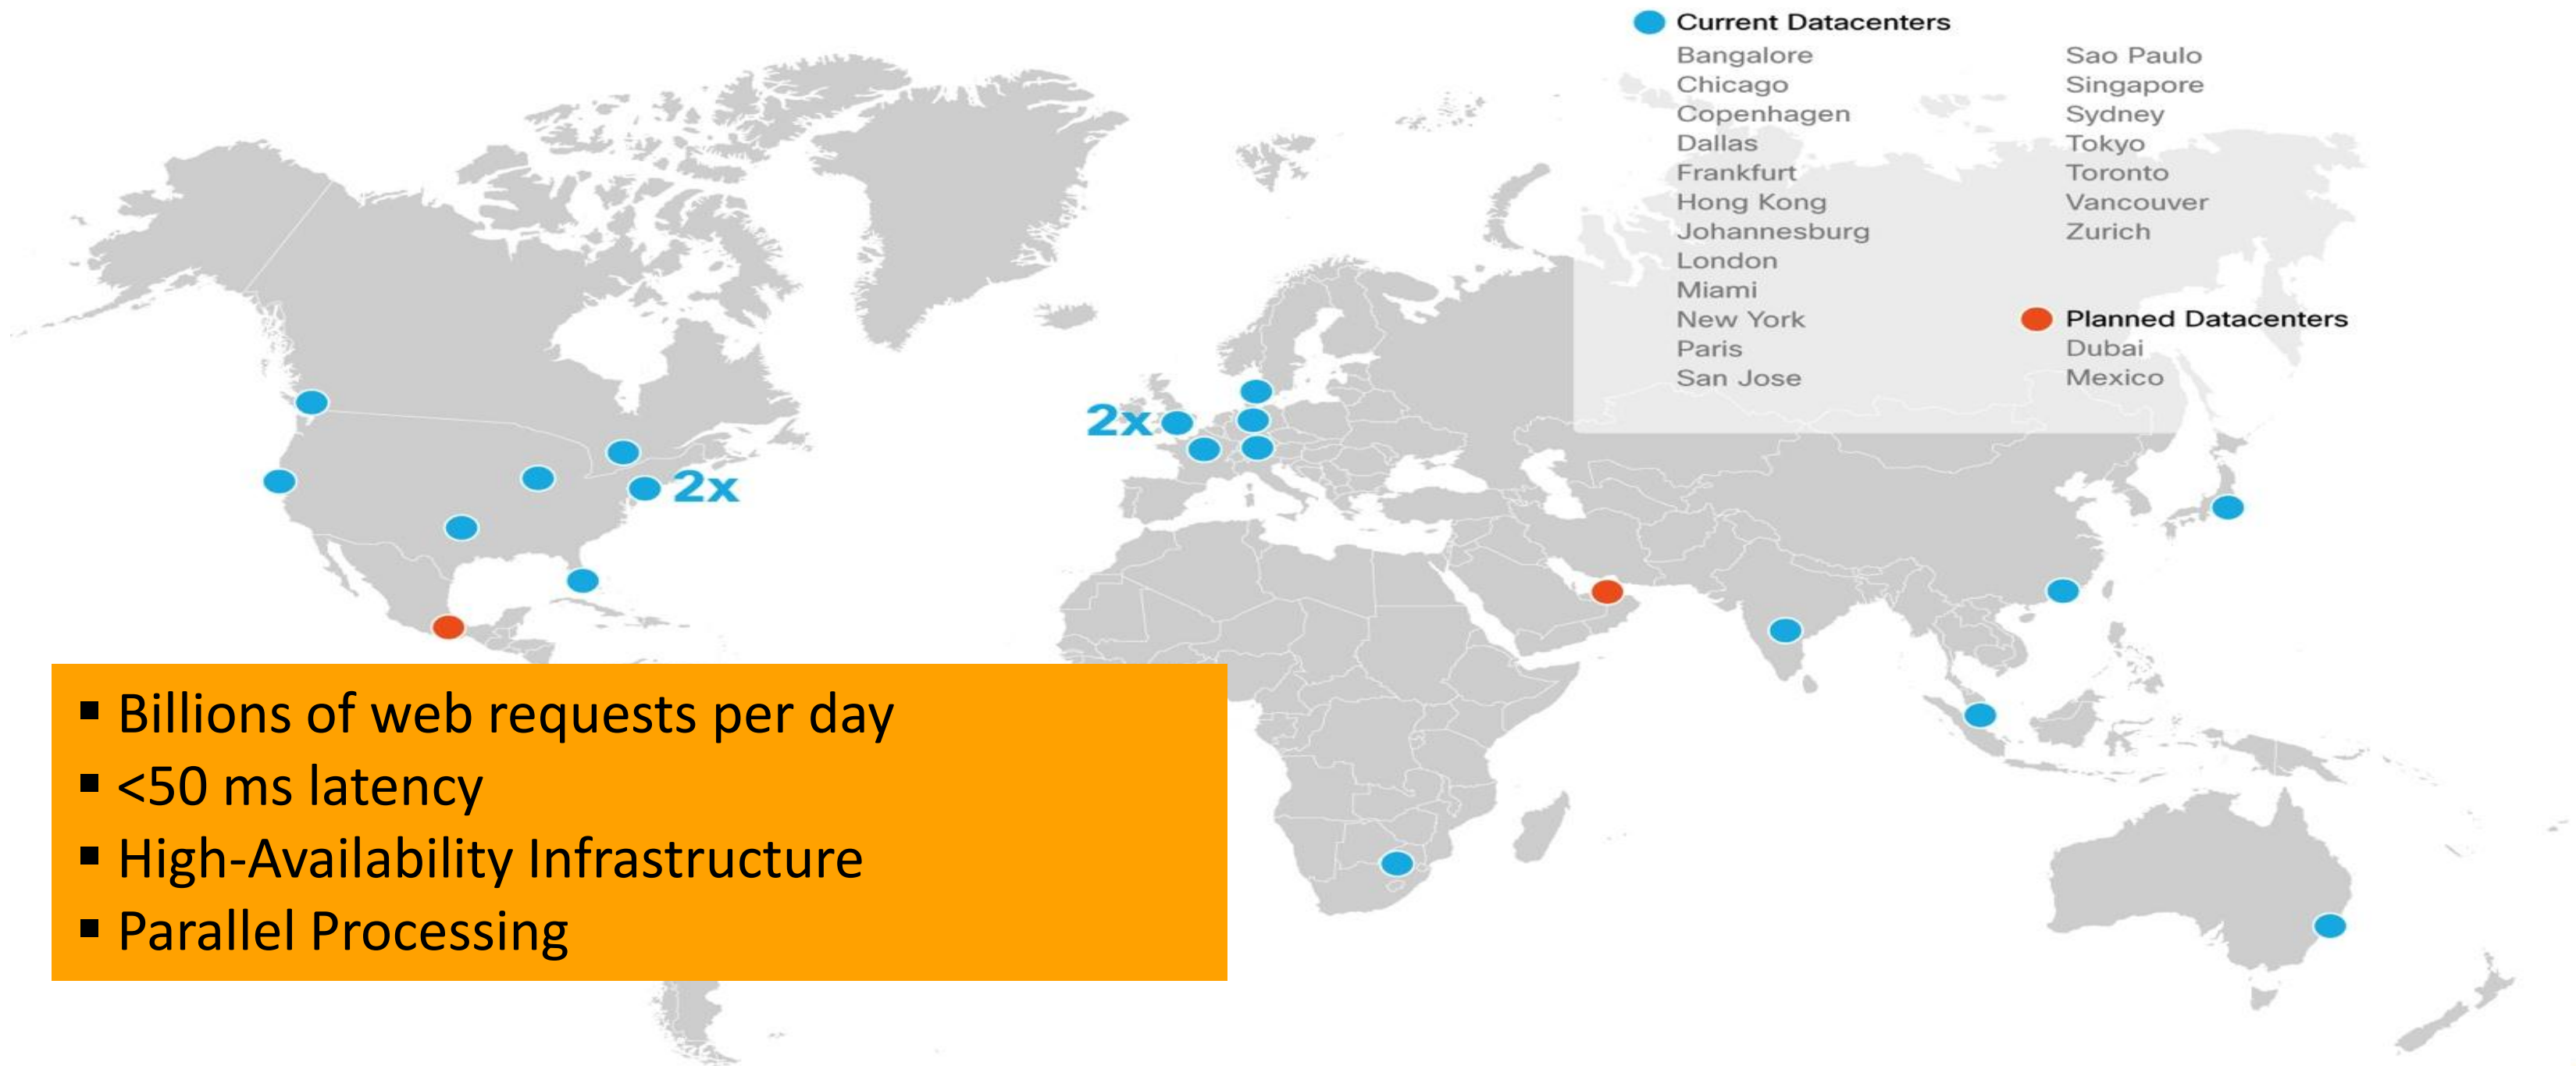 Current Datacenters
Bangalore
Chicago
Copenhagen
Dallas
Frankfurt
Hong Kong
Johannesburg
London
Miami
New York
Paris
San Jose
Sao Paulo
Singapore
Sydney
Tokyo
Toronto
Vancouver
Zurich
Planned Datacenters
Dubai
Mexico
2x
2x
▪ Billions of web requests per day
▪ <50 ms latency
▪ High-Availability Infrastructure
▪ Parallel Processing